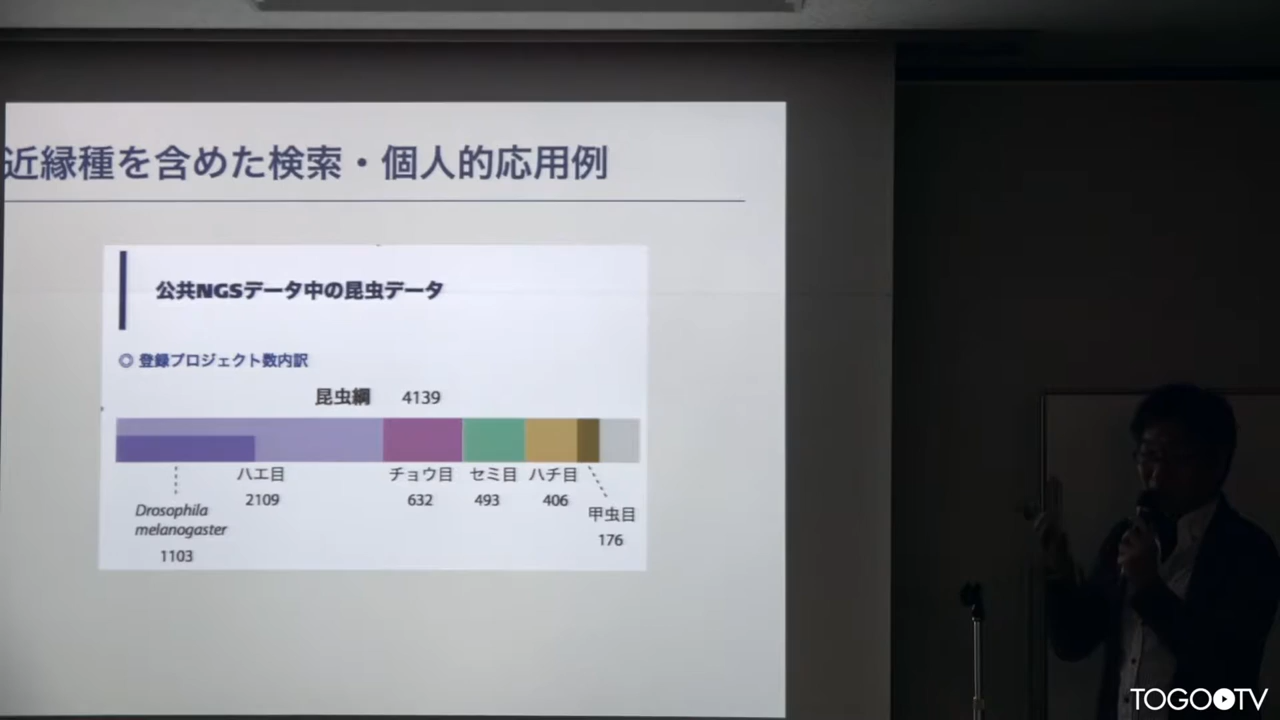 近縁種を含めた検索・個人的応用例
公共NGSデータ中の昆虫データ
◎ 登録プロジェクト数内訳
昆虫綱 4139
ハエ目 チョウ目 セミ目 ハチ目
2109 632 493 406
Drosophila
melanogaster
1103
甲虫目
176
TOGOTV